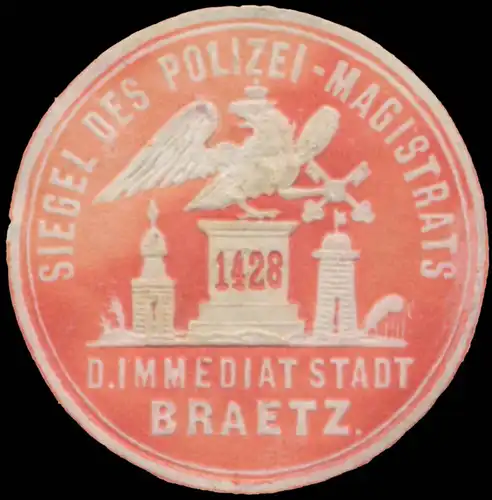 SIEGEL DES POLIZEI-MAGISTRATS
1428
D. IMMEDIAT STADT
BRAETZ.